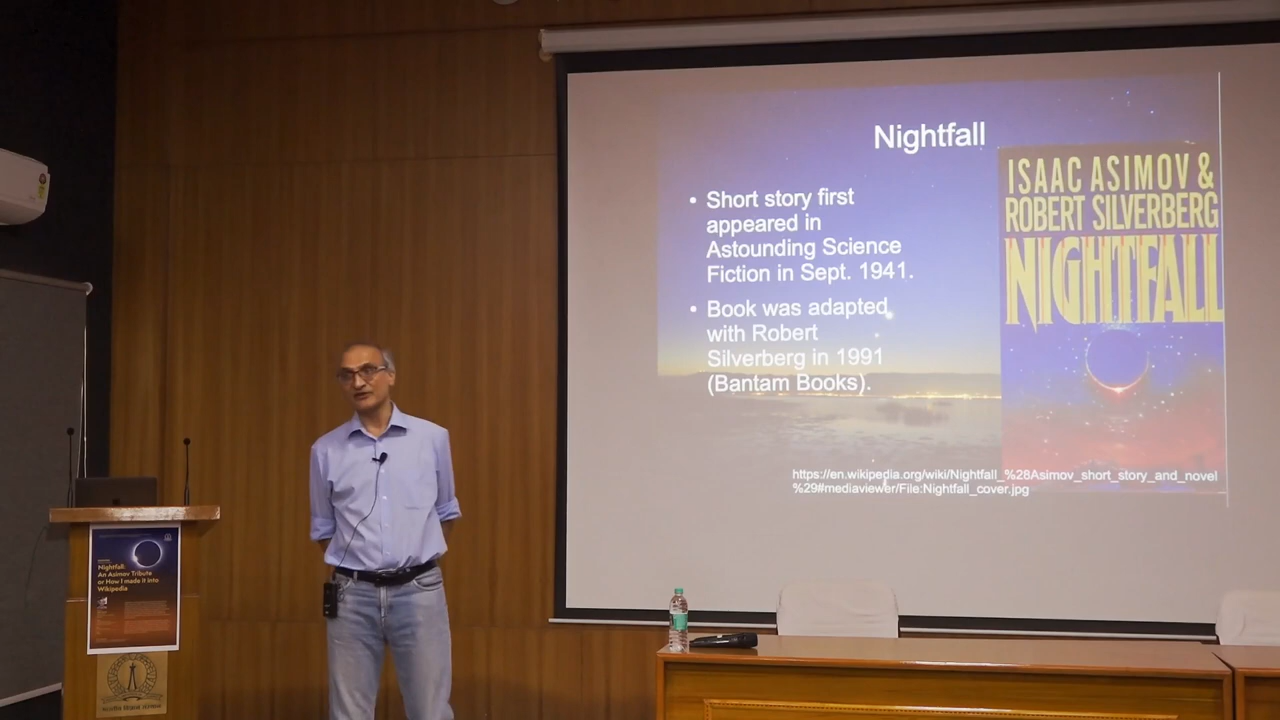 Nightfall
• Short story first
appeared in
Astounding Science
Fiction in Sept. 1941.
• Book was adapted
with Robert
Silverberg in 1991
(Bantam Books).
ISAAC ASIMOV &
ROBERT SILVERBERG
NIGHTFALL
https://en.wikipedia.org/wiki/Nightfall_%28Asimov_short_story_and_novel
%29#mediaviewer/File:Nightfall_cover.jpg
Nightfall:
An Asimov Tribute
or How I made it into
Wikipedia